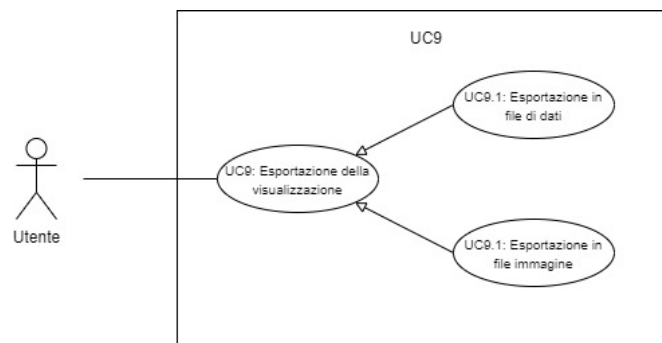 UC9
UC9.1: Esportazione in
file di dati
UC9: Esportazione della
visualizzazione
Utente
UC9.1: Esportazione in
file immagine